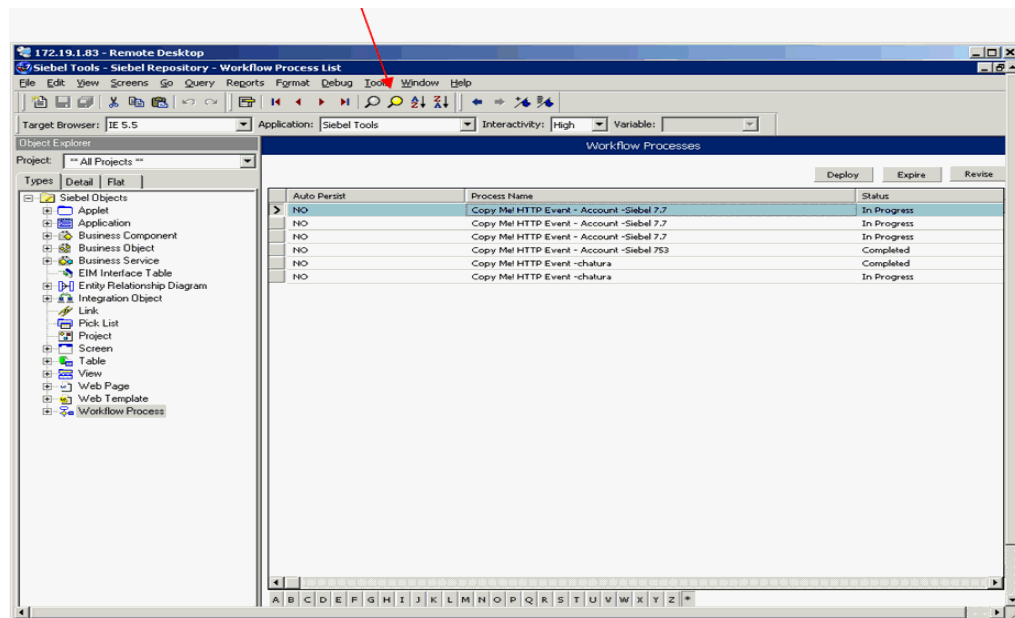 172.19.1.83 - Remote Desktop
Siebel Tools - Siebel Repository - Workflow Process List
File Edit View Screens Go Query Reports Format Debug Tools Window Help
Target Browser: IE 5.5 Application: Siebel Tools Interactivity: High Variable:
Object Explorer
Workflow Processes
Project: ** All Projects **
Deploy Expire Revise
Types Detail Flat
Auto Persist Process Name Status
NO Copy Me! HTTP Event - Account -Siebel 7.7 In Progress
NO Copy Me! HTTP Event - Account -Siebel 7.7 In Progress
NO Copy Me! HTTP Event - Account -Siebel 7.7 In Progress
NO Copy Me! HTTP Event - Account -Siebel 753 Completed
NO Copy Me! HTTP Event -chatura Completed
NO Copy Me! HTTP Event -chatura In Progress
Siebel Objects
Applet
Application
Business Component
Business Object
Business Service
EIM Interface Table
Entity Relationship Diagram
Integration Object
Link
Pick List
Project
Screen
Table
View
Web Page
Web Template
Workflow Process
A B C D E F G H I J K L M N O P Q R S T U V W X Y Z *